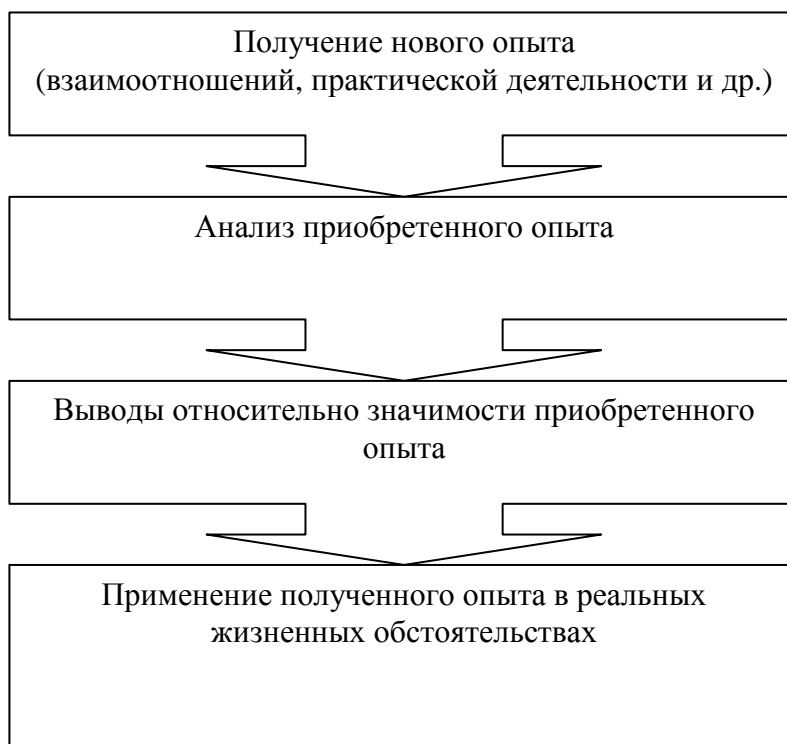 Получение нового опыта
(взаимоотношений, практической деятельности и др.)
Анализ приобретенного опыта
Выводы относительно значимости приобретенного
опыта
Применение полученного опыта в реальных
жизненных обстоятельствах